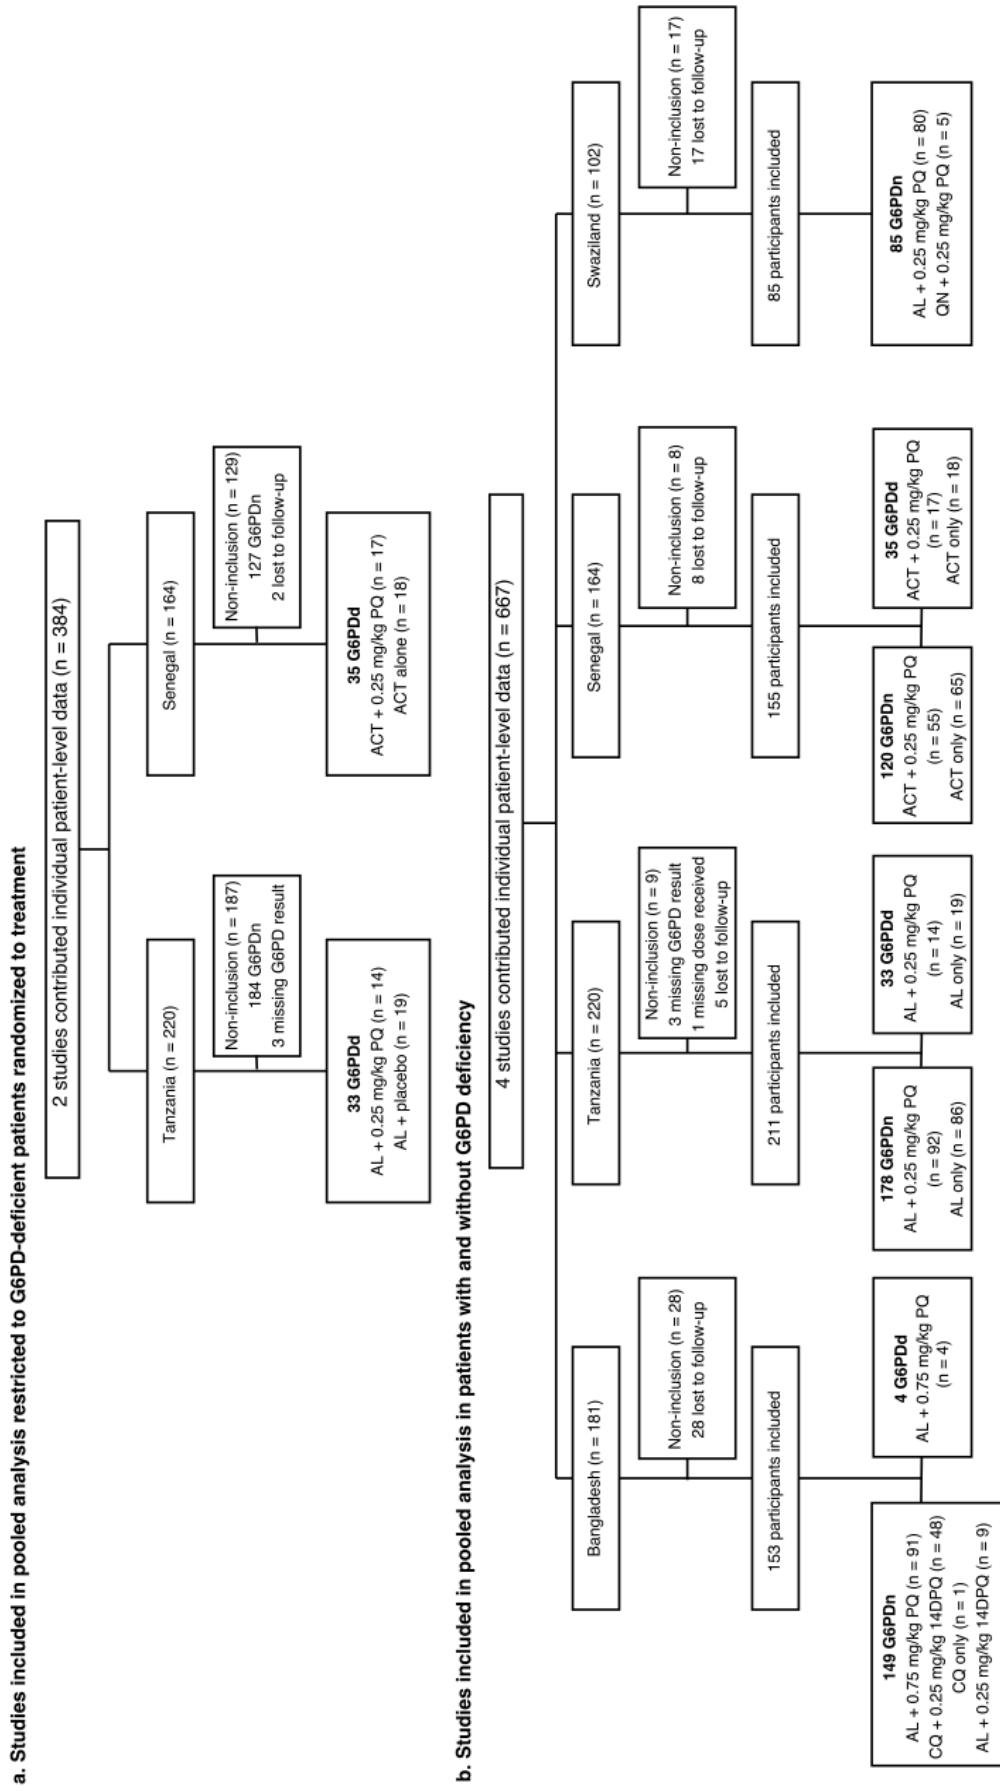 a. Studies included in pooled analysis restricted to G6PD-deficient patients randomized to treatment
2 studies contributed individual patient-level data (n = 384)
Tanzania (n = 220)
Non-inclusion (n = 187)
184 G6PDn
3 missing G6PD result
33 G6PDd
AL + 0.25 mg/kg PQ (n = 14)
AL + placebo (n = 19)
Senegal (n = 164)
Non-inclusion (n = 129)
127 G6PDn
2 lost to follow-up
35 G6PDd
ACT + 0.25 mg/kg PQ (n = 17)
ACT alone (n = 18)
b. Studies included in pooled analysis in patients with and without G6PD deficiency
4 studies contributed individual patient-level data (n = 667)
Bangladesh (n = 181)
Non-inclusion (n = 28)
28 lost to follow-up
153 participants included
149 G6PDn
AL + 0.75 mg/kg PQ (n = 91)
CQ + 0.25 mg/kg 14DPQ (n = 48)
CQ only (n = 1)
AL + 0.25 mg/kg 14DPQ (n = 9)
4 G6PDd
AL + 0.75 mg/kg PQ
(n = 4)
Tanzania (n = 220)
Non-inclusion (n = 9)
3 missing G6PD result
1 missing dose received
5 lost to follow-up
211 participants included
178 G6PDn
AL + 0.25 mg/kg PQ
(n = 92)
AL only (n = 86)
33 G6PDd
AL + 0.25 mg/kg PQ
(n = 14)
AL only (n = 19)
Senegal (n = 164)
Non-inclusion (n = 8)
8 lost to follow-up
155 participants included
120 G6PDn
ACT + 0.25 mg/kg PQ
(n = 55)
ACT only (n = 65)
35 G6PDd
ACT + 0.25 mg/kg PQ
(n = 17)
ACT only (n = 18)
Swaziland (n = 102)
Non-inclusion (n = 17)
17 lost to follow-up
85 participants included
85 G6PDn
AL + 0.25 mg/kg PQ (n = 80)
QN + 0.25 mg/kg PQ (n = 5)